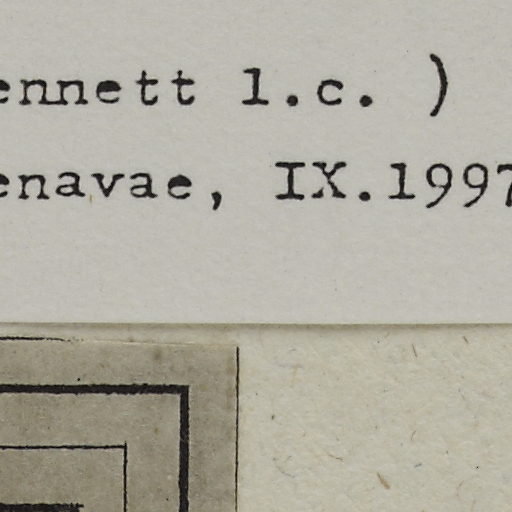 ennett l.c. )
enavae, IX.1997